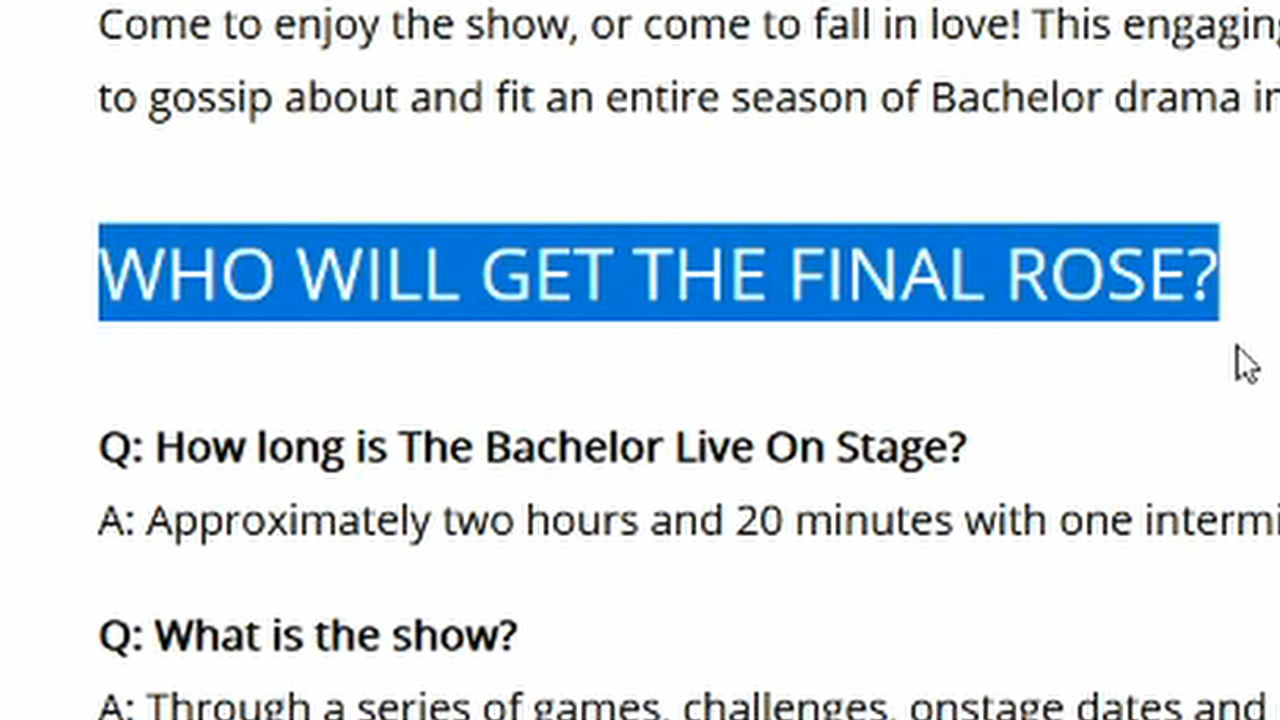 Come to enjoy the show, or come to fall in love! This engaging
to gossip about and fit an entire season of Bachelor drama in
WHO WILL GET THE FINAL ROSE?
Q: How long is The Bachelor Live On Stage?
A: Approximately two hours and 20 minutes with one intermi
Q: What is the show?
A: Through a series of games, challenges, onstage dates and